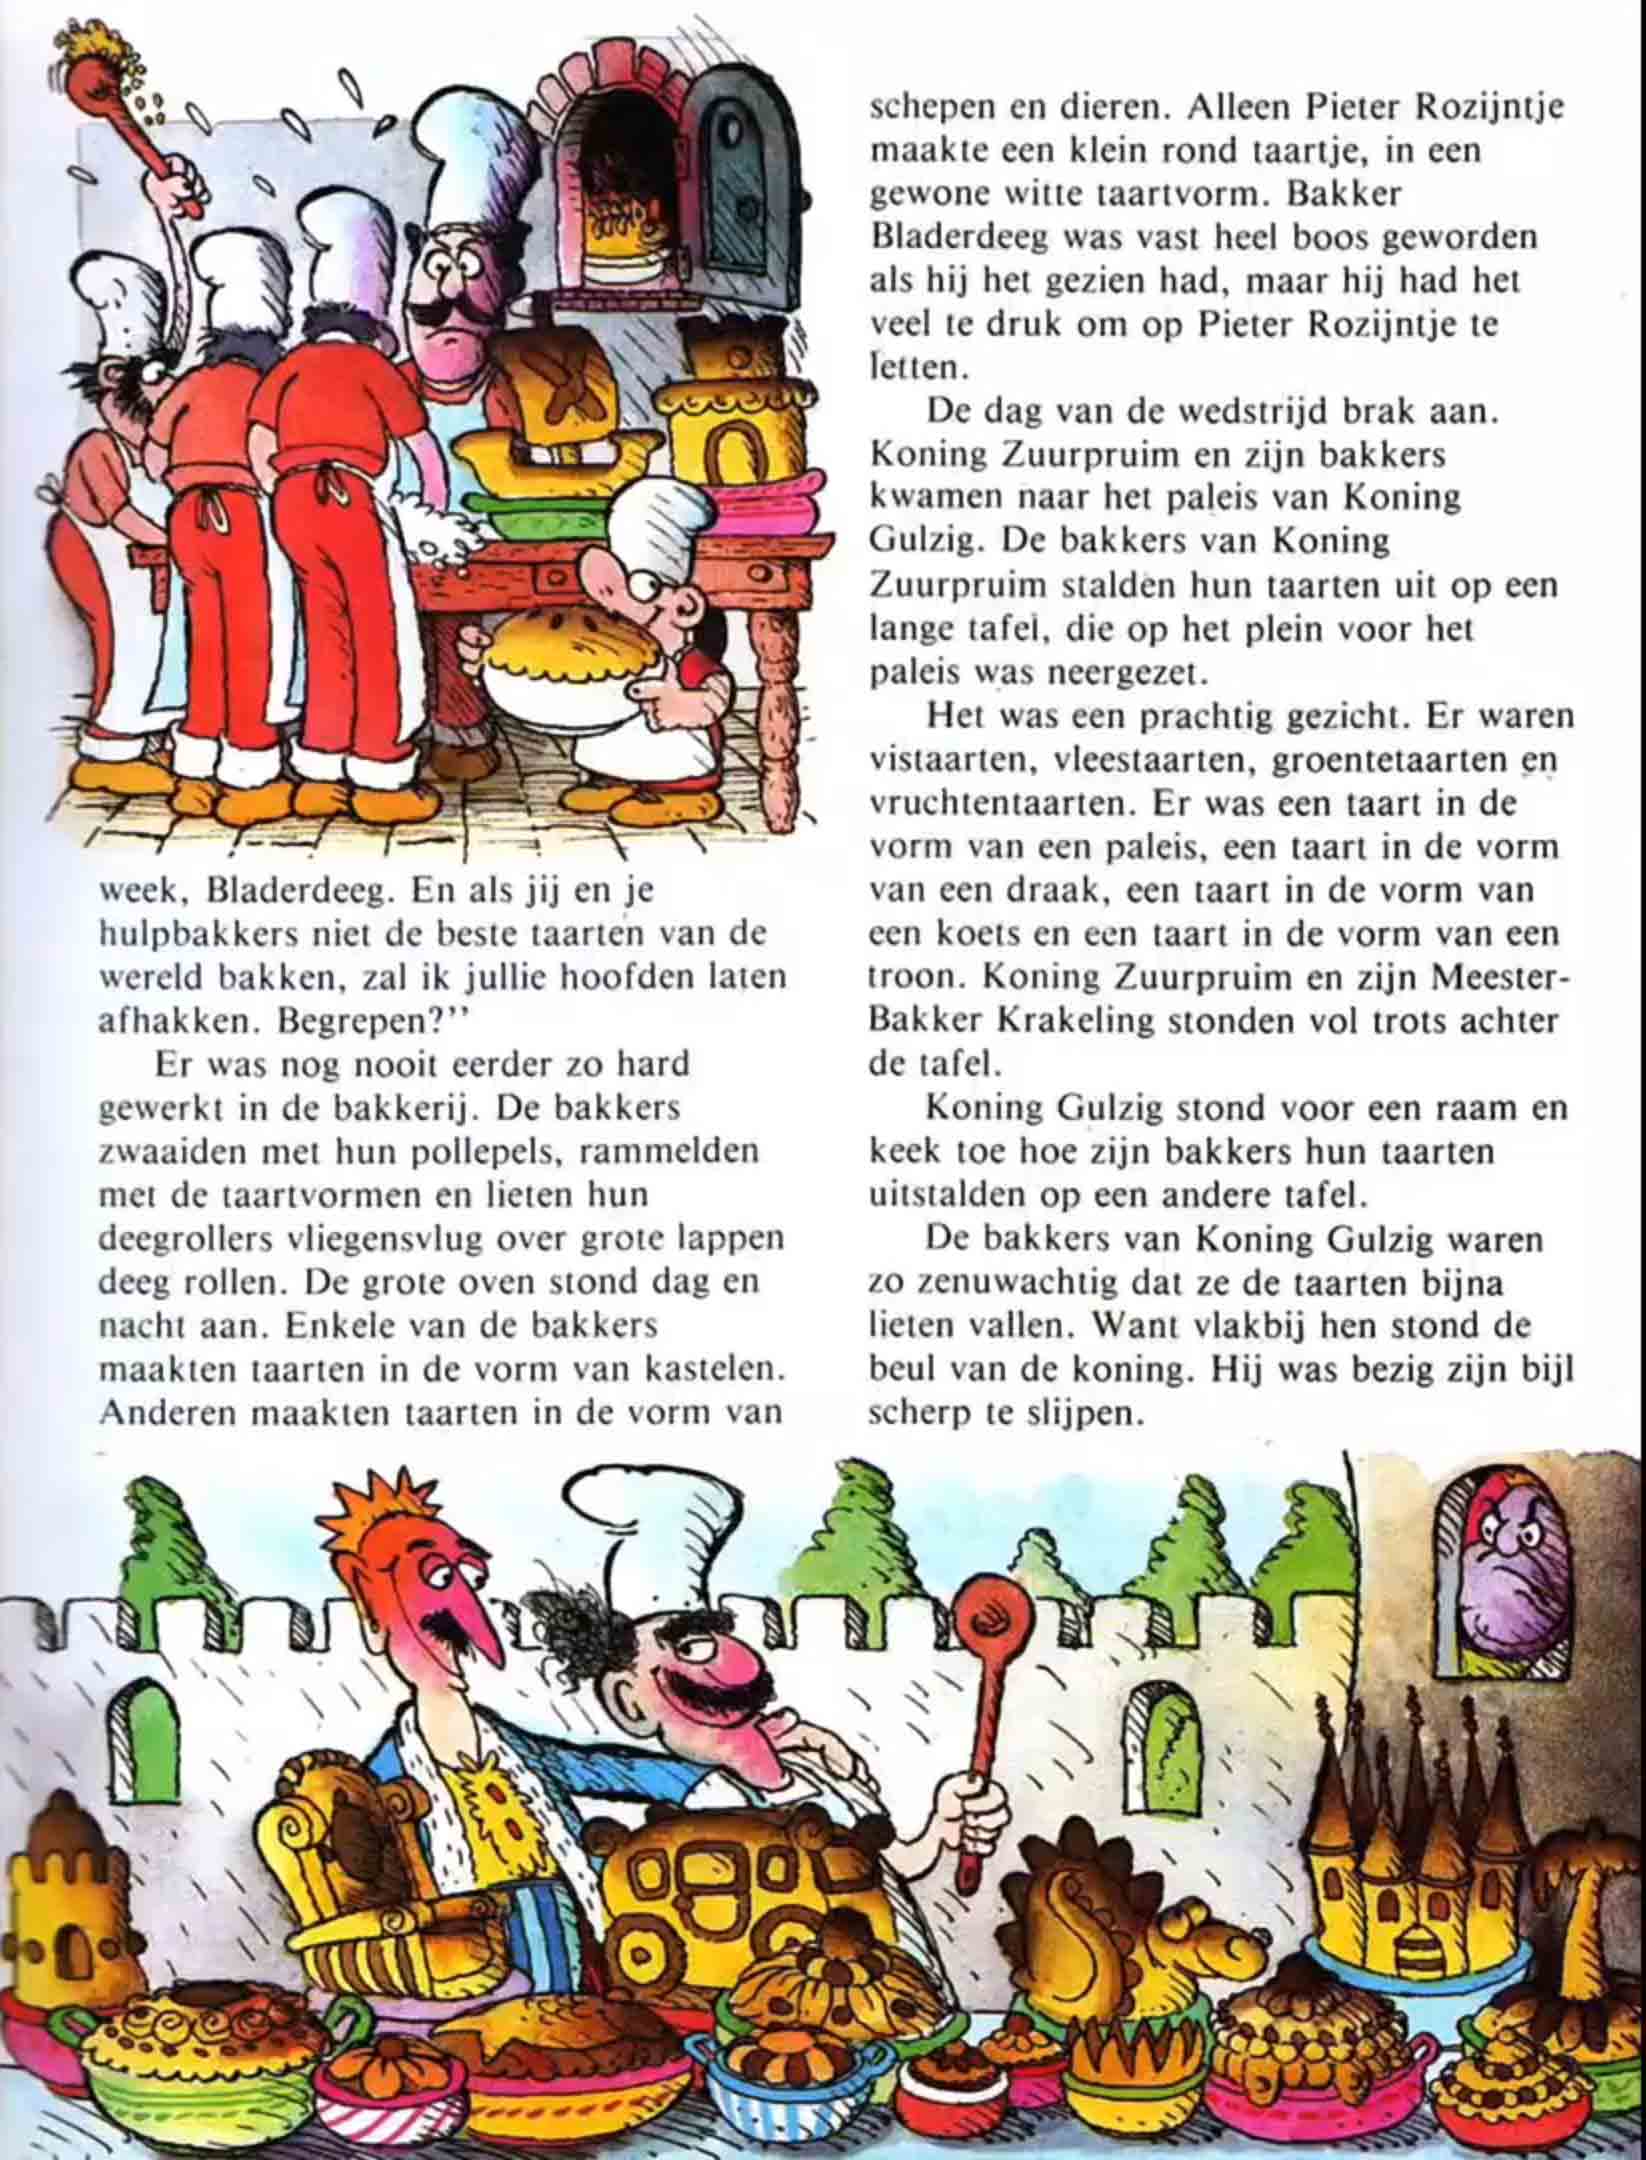 week, Bladerdeeg. En als jij en je
hulpbakkers niet de beste taarten van de
wereld bakken, zal ik jullie hoofden laten
afhakken. Begrepen?”
Er was nog nooit eerder zo hard
gewerkt in de bakkerij. De bakkers
zwaaiden met hun pollepels, rammelden
met de taartvormen en lieten hun
deegrollers vliegensvlug over grote lappen
deeg rollen. De grote oven stond dag en
nacht aan. Enkele van de bakkers
maakten taarten in de vorm van kastelen.
Anderen maakten taarten in de vorm van
schepen en dieren. Alleen Pieter Rozijntje
maakte een klein rond taartje, in een
gewone witte taartvorm. Bakker
Bladerdeeg was vast heel boos geworden
als hij het gezien had, maar hij had het
veel te druk om op Pieter Rozijntje te
letten.
De dag van de wedstrijd brak aan.
Koning Zuurpruim en zijn bakkers
kwamen naar het paleis van Koning
Gulzig. De bakkers van Koning
Zuurpruim stalden hun taarten uit op een
lange tafel, die op het plein voor het
paleis was neergezet.
Het was een prachtig gezicht. Er waren
vistaarten, vleestaarten, groentetaarten en
vruchtentaarten. Er was een taart in de
vorm van een paleis, een taart in de vorm
van een draak, een taart in de vorm van
een koets en een taart in de vorm van een
troon. Koning Zuurpruim en zijn Meester-
Bakker Krakeling stonden vol trots achter
de tafel.
Koning Gulzig stond voor een raam en
keek toe hoe zijn bakkers hun taarten
uitstalden op een andere tafel.
De bakkers van Koning Gulzig waren
zo zenuwachtig dat ze de taarten bijna
lieten vallen. Want vlakbij hen stond de
beul van de koning. Hij was bezig zijn bijl
scherp te slijpen.